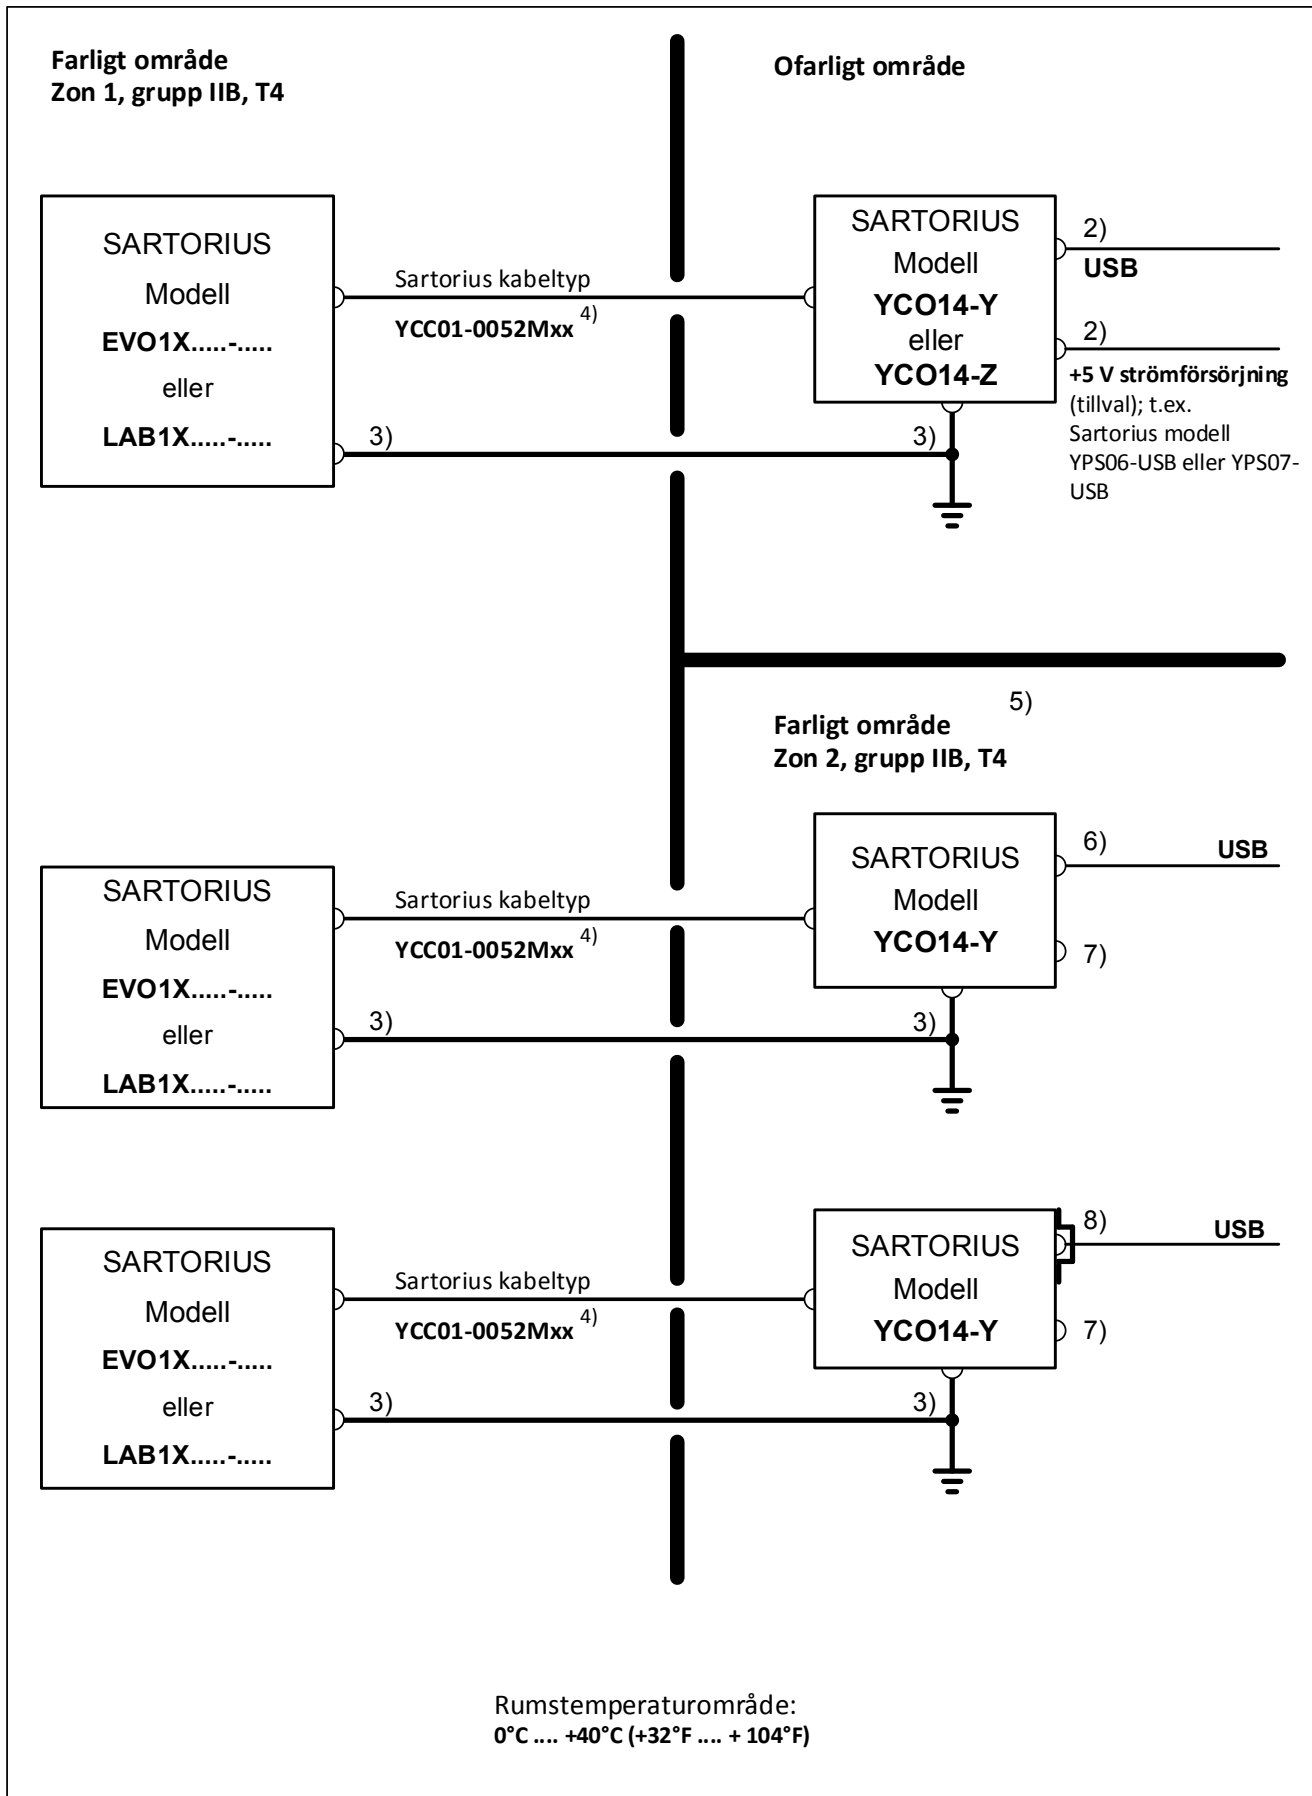 Farligt område
Zon 1, grupp IIB, T4
Ofarligt område
SARTORIUS
Modell
EVO1X.....-.....
eller
LAB1X.....-.....
Sartorius kabeltyp
YCC01-0052Mxx 4)
3)
3)
SARTORIUS
Modell
YCO14-Y
eller
YCO14-Z
2)
USB
2)
+5 V strömförsörjning
(tillval); t.ex.
Sartorius modell
YPS06-USB eller YPS07-
USB
5)
Farligt område
Zon 2, grupp IIB, T4
SARTORIUS
Modell
EVO1X.....-.....
eller
LAB1X.....-.....
Sartorius kabeltyp
YCC01-0052Mxx 4)
3)
3)
SARTORIUS
Modell
YCO14-Y
6)
USB
7)
SARTORIUS
Modell
EVO1X.....-.....
eller
LAB1X.....-.....
Sartorius kabeltyp
YCC01-0052Mxx 4)
3)
3)
SARTORIUS
Modell
YCO14-Y
8)
USB
7)
Rumstemperaturområde:
0°C .... +40°C (+32°F .... + 104°F)